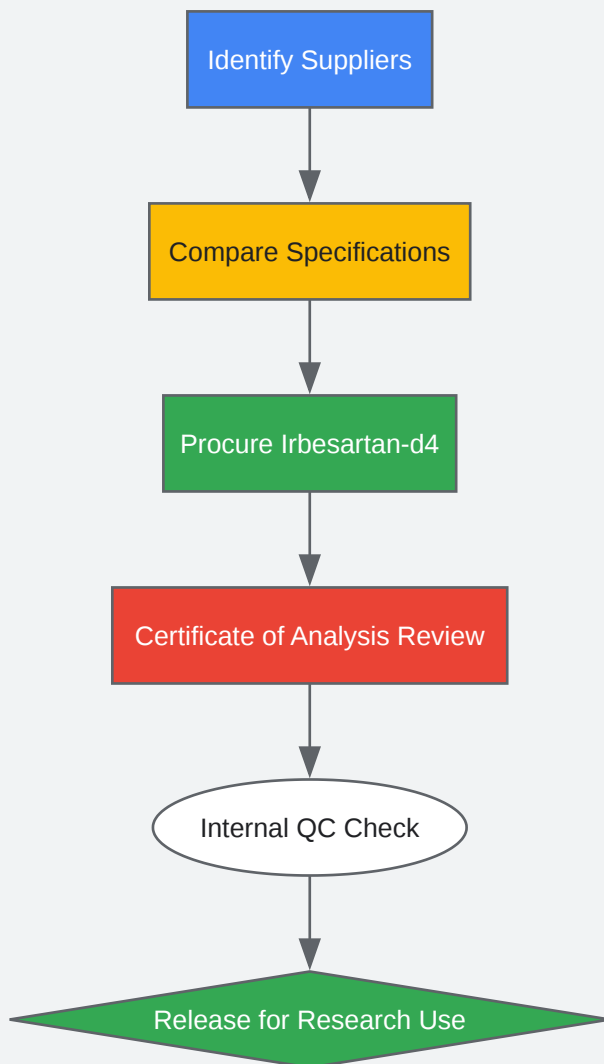 Identify Suppliers
Compare Specifications
Procure Irbesartan-d4
Certificate of Analysis Review
Internal QC Check
Release for Research Use